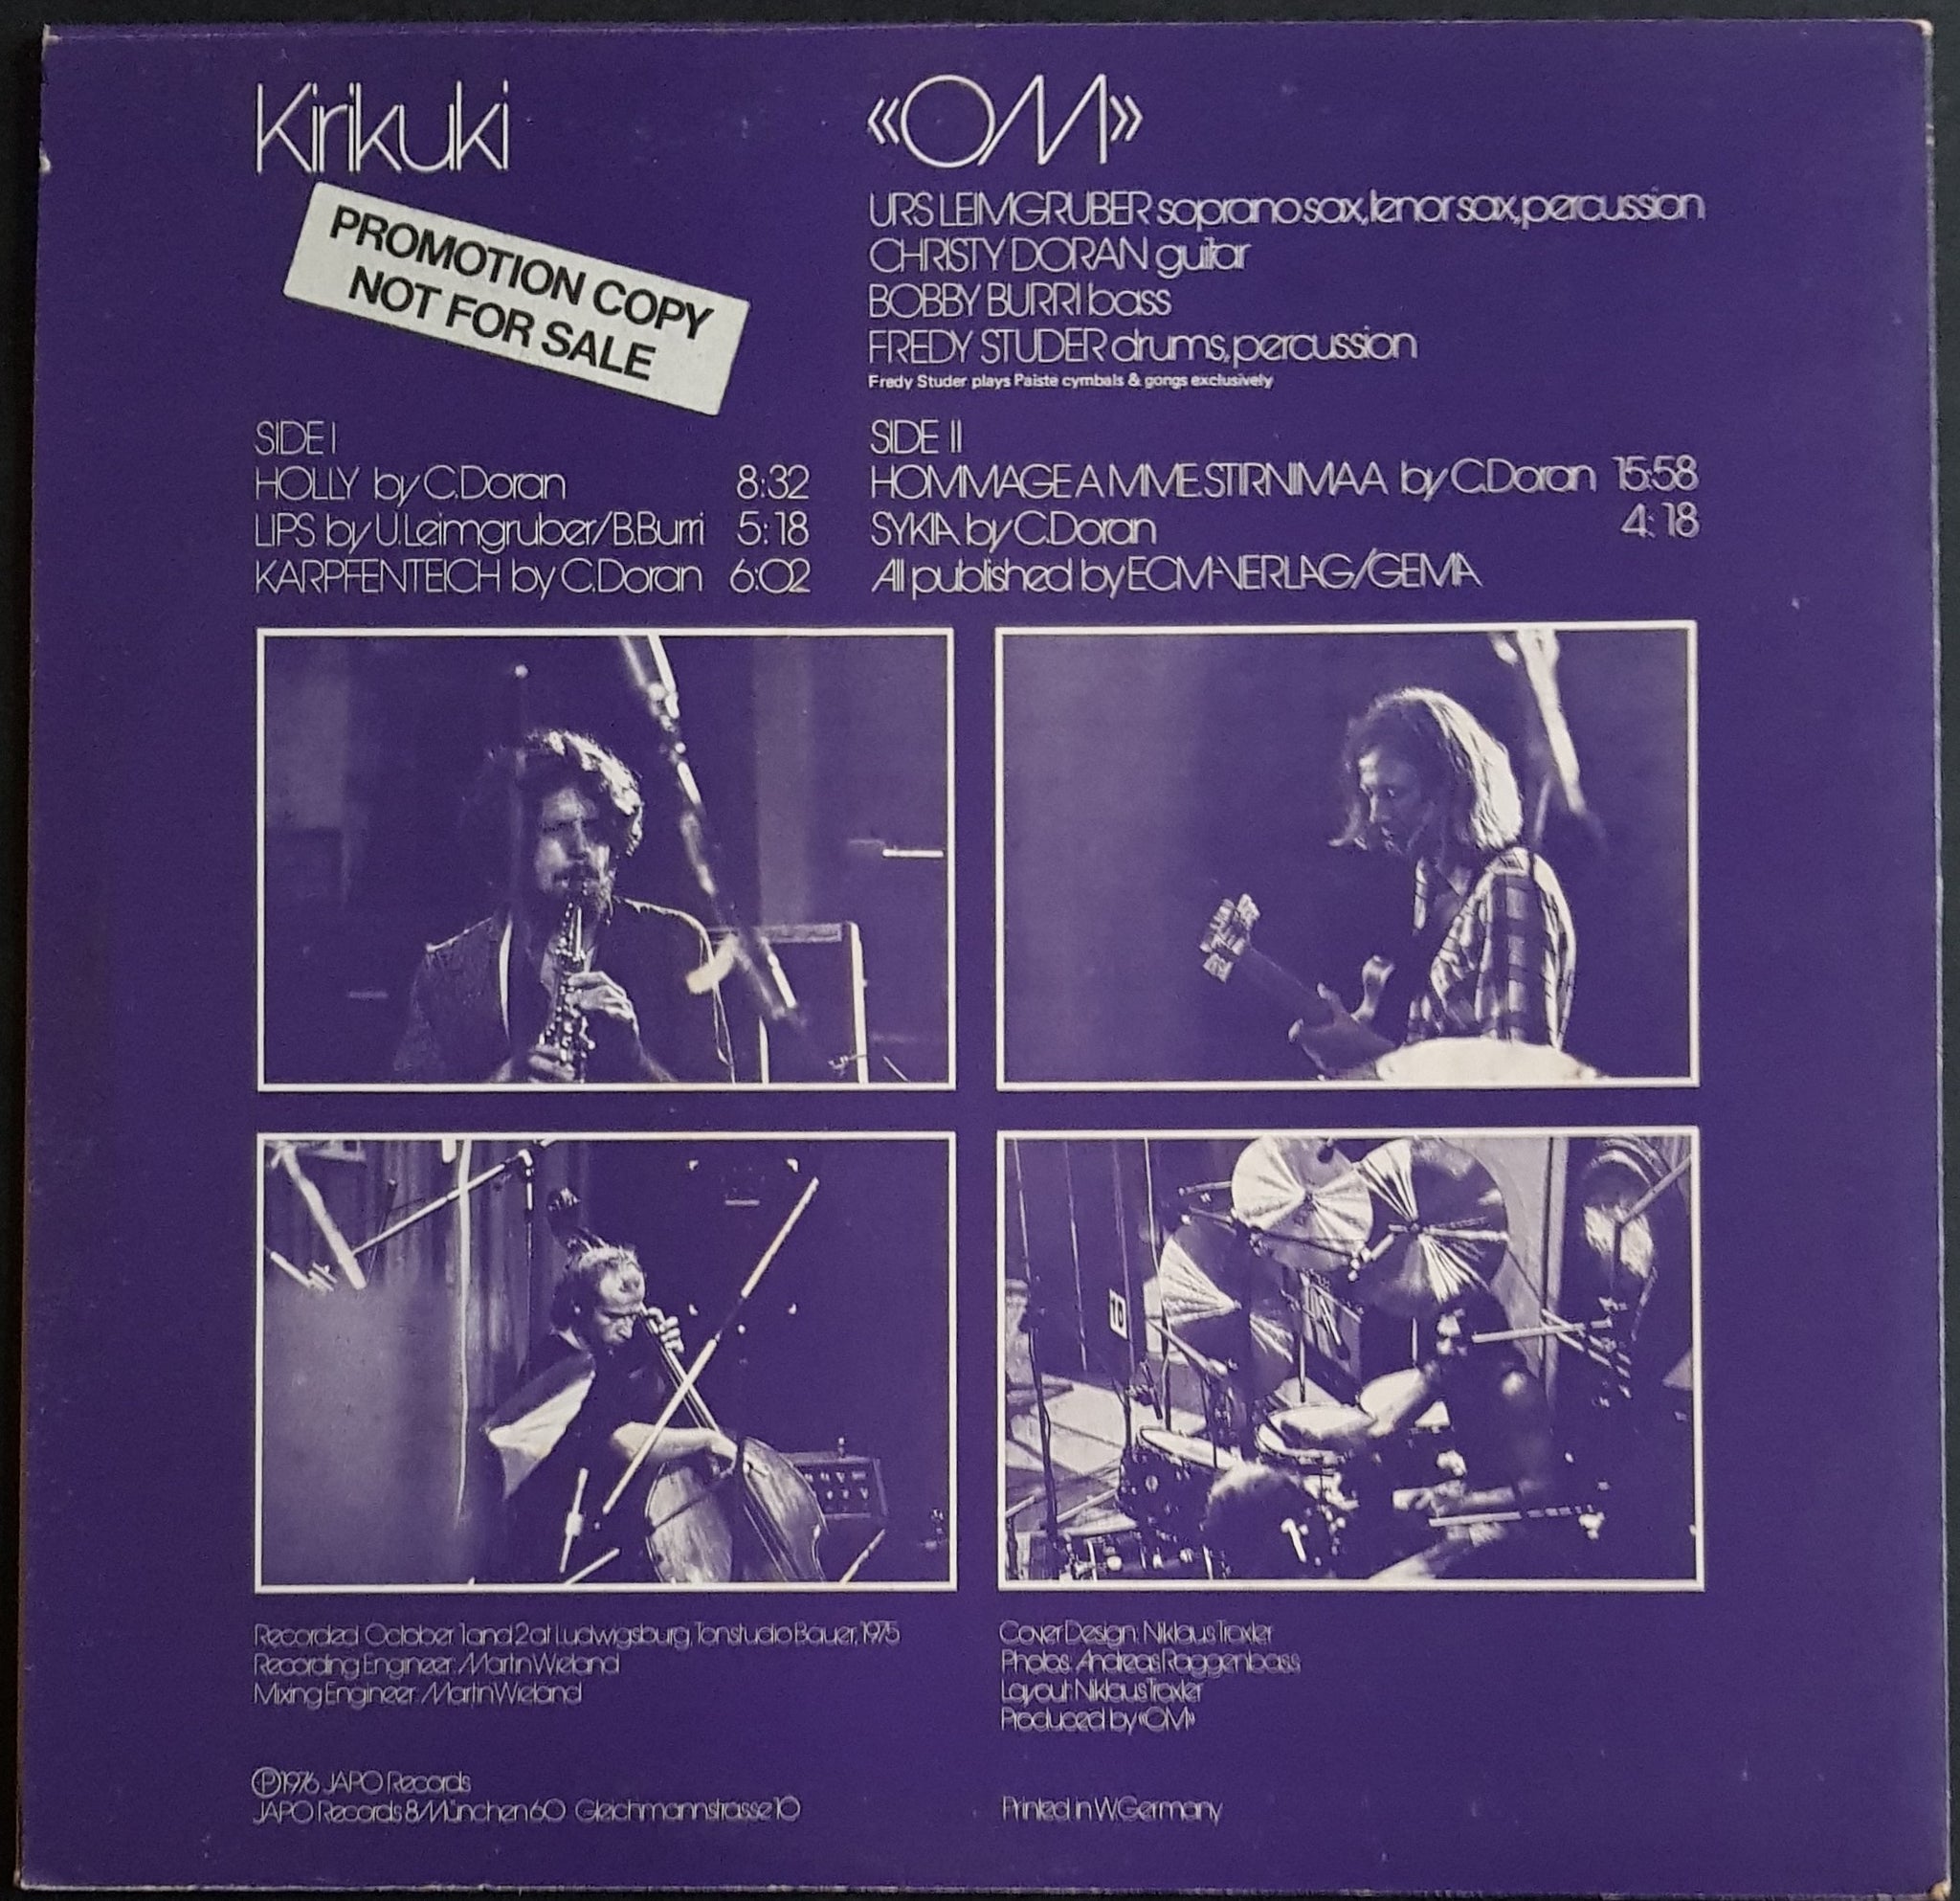 Kirikuki
PROMOTION COPY
NOT FOR SALE
SIDE I
HOLLY by C.Doran 8:32
LIPS by U.Leimgruber/B.Burri 5:18
KARPFENTEICH by C.Doran 6:02
«OM»
URS LEIMGRUBER soprano sax, tenor sax, percussion
CHRISTY DORAN guitar
BOBBY BURRI bass
FREDY STUDER drums, percussion
Fredy Studer plays Paiste cymbals & gongs exclusively
SIDE II
HOMMAGE A MME. STIRNIMAA by C.Doran 15:58
SYKIA by C.Doran 4:18
All published by ECM-VERLAG/GEMA
10
Recorded October 1 and 2 at Ludwigsburg, Tonstudio Bauer, 1975
Recording Engineer: Martin Wieland
Mixing Engineer: Martin Wieland
Cover Design: Niklaus Troxler
Photos: Andreas Raggenbass
Layout: Niklaus Troxler
Produced by «OM»
Ⓟ 1976 JAPO Records
JAPO Records 8 München 60 Gleichmannstrasse 10
Printed in W.Germany